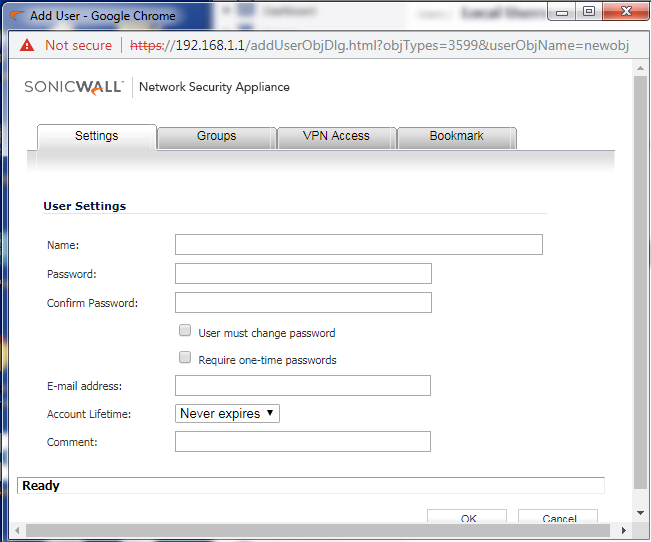 Add User - Google Chrome
Not secure | https://192.168.1.1/addUserObjDlg.html?objTypes=3599&userObjName=newobj
SONICWALL™ | Network Security Appliance
Settings Groups VPN Access Bookmark
User Settings
Name:
Password:
Confirm Password:
User must change password
Require one-time passwords
E-mail address:
Account Lifetime: Never expires
Comment:
Ready
OK Cancel